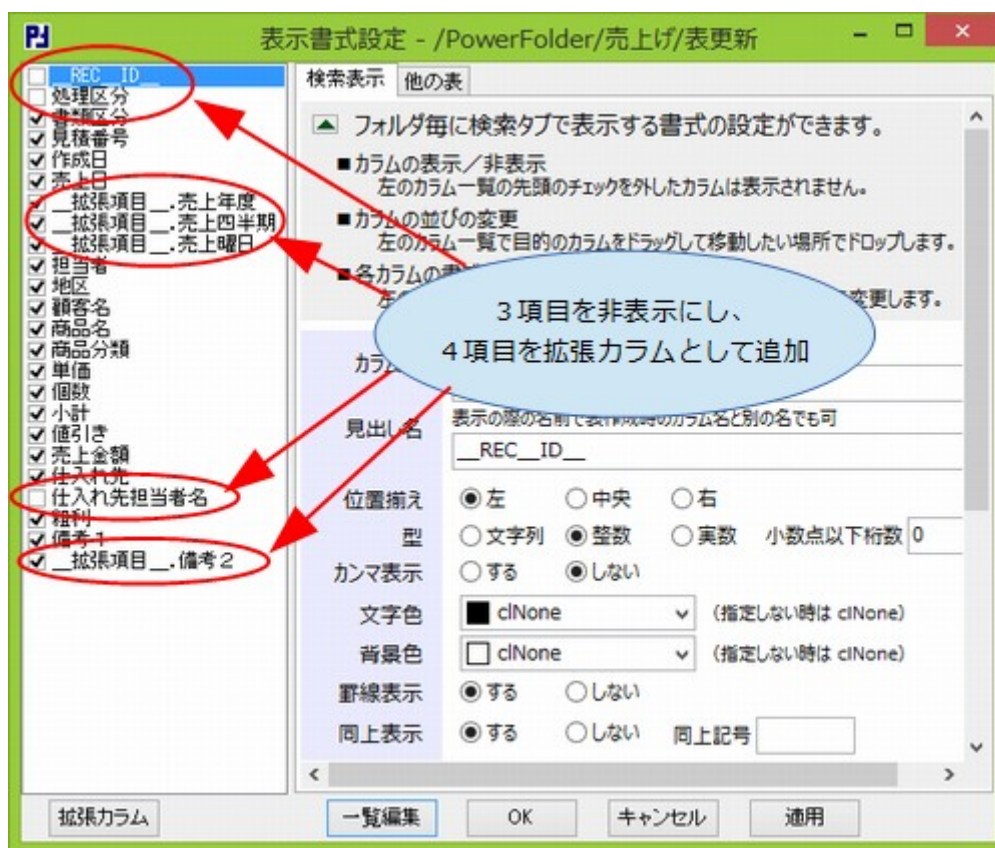 表示書式設定 - /PowerFolder/売上げ/表更新
__REC__ID__
処理区分
書類区分
見積番号
作成日
売上日
__拡張項目__.売上年度
__拡張項目__.売上四半期
__拡張項目__.売上曜日
担当者
地区
顧客名
商品名
商品分類
単価
個数
小計
値引き
売上金額
仕入れ先
仕入れ先担当者名
粗利
備考1
__拡張項目__.備考2
拡張カラム
検索表示 他の表
フォルダ毎に検索タブで表示する書式の設定ができます。
■カラムの表示／非表示
左のカラム一覧の先頭のチェックを外したカラムは表示されません。
■カラムの並びの変更
左のカラム一覧で目的のカラムをドラッグして移動したい場所でドロップします。
■各カラムの
変更します。
３項目を非表示にし、
４項目を拡張カラムとして追加
カラム
表示の際の名前で表作成時のカラム名と別の名でも可
見出し名 __REC__ID__
位置揃え 左 中央 右
型 文字列 整数 実数 小数点以下桁数 0
カンマ表示 する しない
文字色 clNone (指定しない時は clNone)
背景色 clNone (指定しない時は clNone)
罫線表示 する しない
同上表示 する しない 同上記号
一覧編集 OK キャンセル 適用